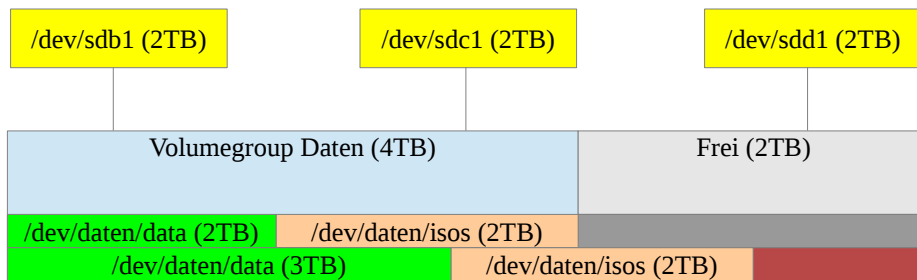 /dev/sdb1 (2TB)
/dev/sdc1 (2TB)
/dev/sdd1 (2TB)
Volumegroup Daten (4TB)
Frei (2TB)
/dev/daten/data (2TB)
/dev/daten/isos (2TB)
/dev/daten/data (3TB)
/dev/daten/isos (2TB)